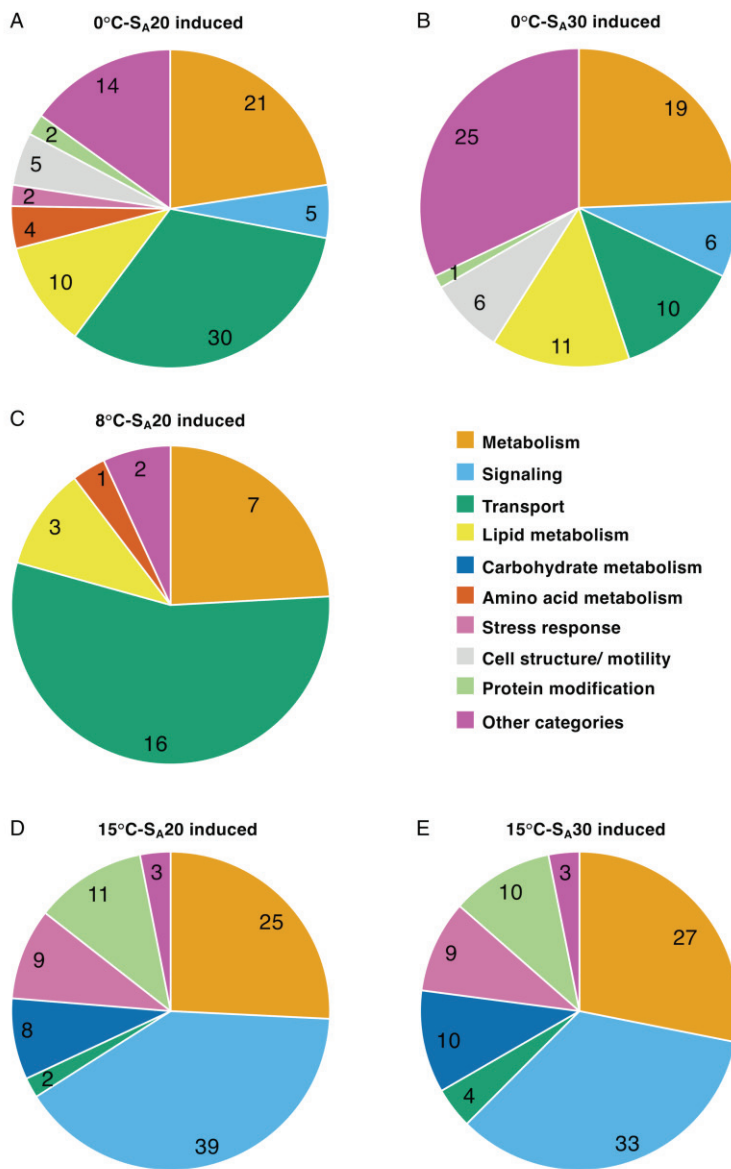 A
0°C-SA20 induced
14
21
2
5
2
4
5
10
30
B
0°C-SA30 induced
25
19
1
6
6
10
11
C
8°C-SA20 induced
1
2
7
3
16
Metabolism
Signaling
Transport
Lipid metabolism
Carbohydrate metabolism
Amino acid metabolism
Stress response
Cell structure/ motility
Protein modification
Other categories
D
15°C-SA20 induced
3
11
25
9
8
2
39
E
15°C-SA30 induced
3
10
27
9
10
4
33